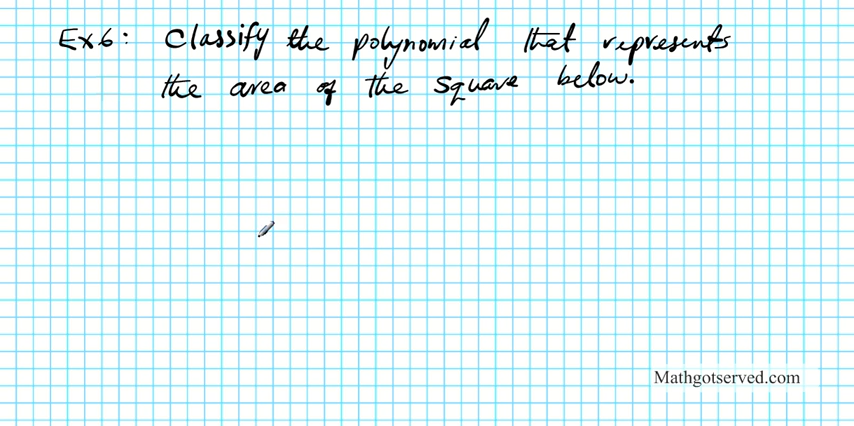 Ex6: Classify the polynomial that represents
the area of the square below.
Mathgotserved.com